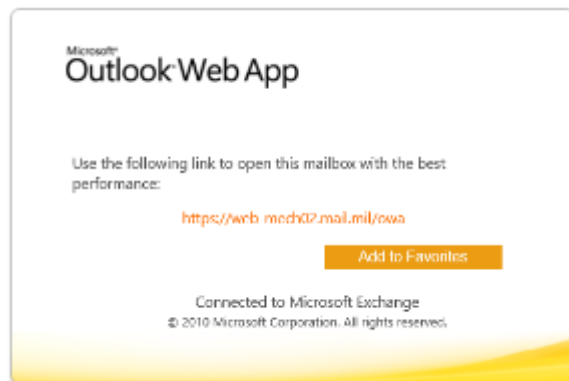 Microsoft®
Outlook Web App
Use the following link to open this mailbox with the best
performance:
https://web-mech02.mail.mil/owa
Add to Favorites
Connected to Microsoft Exchange
© 2010 Microsoft Corporation. All rights reserved.